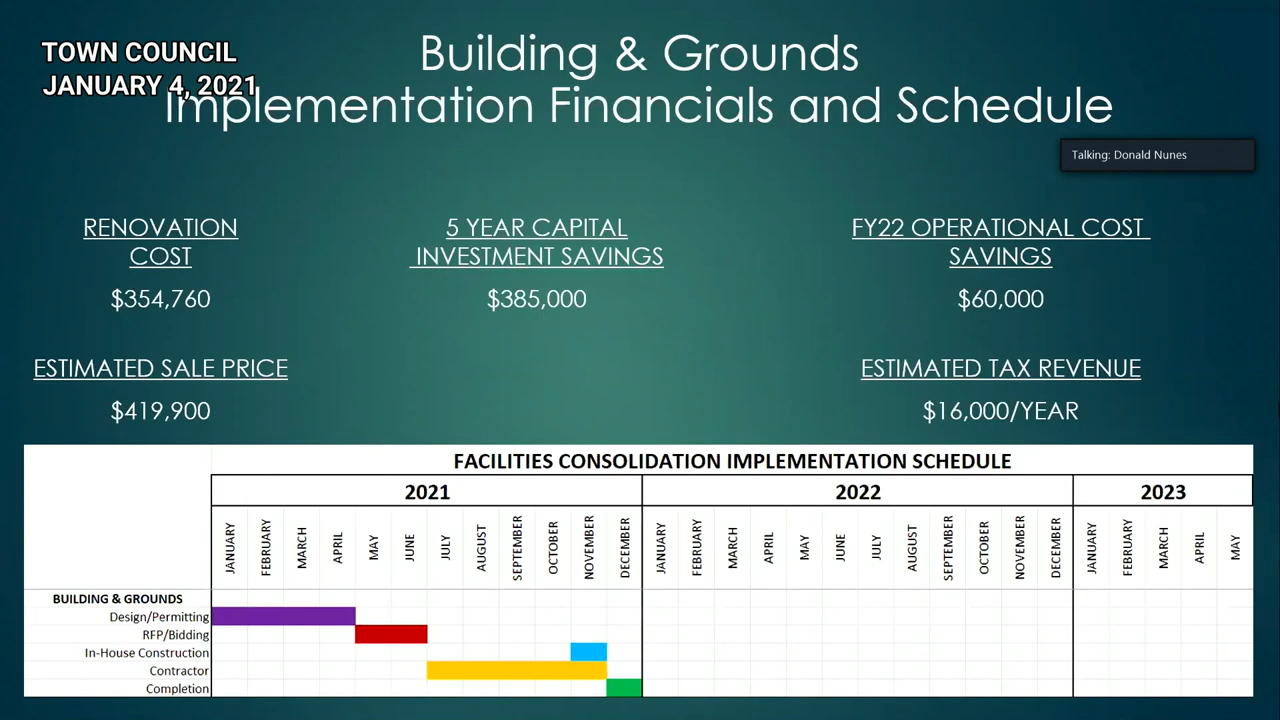 TOWN COUNCIL
JANUARY 4, 2021
Building & Grounds
Implementation Financials and Schedule
Talking: Donald Nunes
RENOVATION
COST
$354,760
5 YEAR CAPITAL
INVESTMENT SAVINGS
$385,000
FY22 OPERATIONAL COST
SAVINGS
$60,000
ESTIMATED SALE PRICE
$419,900
ESTIMATED TAX REVENUE
$16,000/YEAR
FACILITIES CONSOLIDATION IMPLEMENTATION SCHEDULE
2021 2022 2023
JANUARY FEBRUARY MARCH APRIL MAY JUNE JULY AUGUST SEPTEMBER OCTOBER NOVEMBER DECEMBER JANUARY FEBRUARY MARCH APRIL MAY JUNE JULY AUGUST SEPTEMBER OCTOBER NOVEMBER DECEMBER JANUARY FEBRUARY MARCH APRIL MAY
BUILDING & GROUNDS
Design/Permitting
RFP/Bidding
In-House Construction
Contractor
Completion